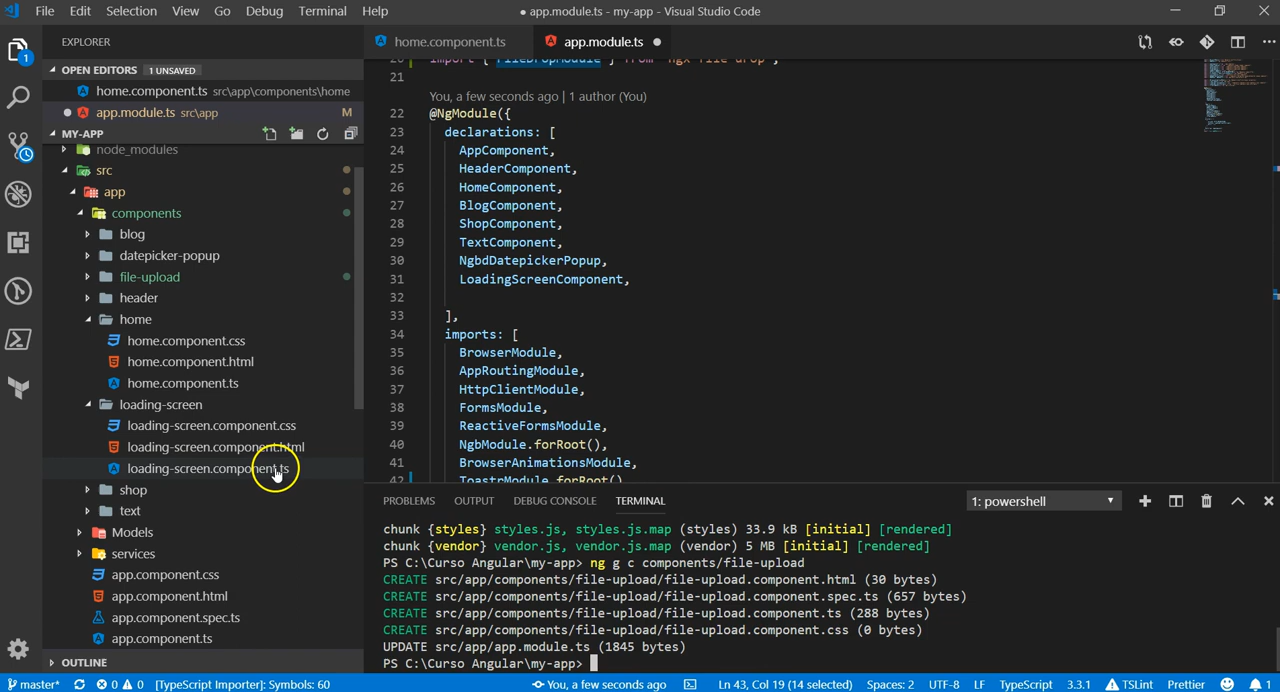 File Edit Selection View Go Debug Terminal Help
● app.module.ts - my-app - Visual Studio Code
EXPLORER
OPEN EDITORS 1 UNSAVED
home.component.ts src\app\components\home
app.module.ts src\app M
MY-APP
node_modules
src
app
components
blog
datepicker-popup
file-upload
header
home
home.component.css
home.component.html
home.component.ts
loading-screen
loading-screen.component.css
loading-screen.component.html
loading-screen.component.ts
shop
text
Models
services
app.component.css
app.component.html
app.component.spec.ts
app.component.ts
OUTLINE
1
home.component.ts app.module.ts
20 import { FileDropModule } from 'ngx-file-drop';
21
You, a few seconds ago | 1 author (You)
22 @NgModule({
23 declarations: [
24 AppComponent,
25 HeaderComponent,
26 HomeComponent,
27 BlogComponent,
28 ShopComponent,
29 TextComponent,
30 NgbdDatepickerPopup,
31 LoadingScreenComponent,
32
33 ],
34 imports: [
35 BrowserModule,
36 AppRoutingModule,
37 HttpClientModule,
38 FormsModule,
39 ReactiveFormsModule,
40 NgbModule.forRoot(),
41 BrowserAnimationsModule,
42 ToastrModule.forRoot()
PROBLEMS OUTPUT DEBUG CONSOLE TERMINAL 1: powershell
chunk {styles} styles.js, styles.js.map (styles) 33.9 kB [initial] [rendered]
chunk {vendor} vendor.js, vendor.js.map (vendor) 5 MB [initial] [rendered]
PS C:\Curso Angular\my-app> ng g c components/file-upload
CREATE src/app/components/file-upload/file-upload.component.html (30 bytes)
CREATE src/app/components/file-upload/file-upload.component.spec.ts (657 bytes)
CREATE src/app/components/file-upload/file-upload.component.ts (288 bytes)
CREATE src/app/components/file-upload/file-upload.component.css (0 bytes)
UPDATE src/app/app.module.ts (1845 bytes)
PS C:\Curso Angular\my-app>
master* 0 0 [TypeScript Importer]: Symbols: 60 You, a few seconds ago Ln 43, Col 19 (14 selected) Spaces: 2 UTF-8 LF TypeScript 3.3.1 TSLint Prettier 1